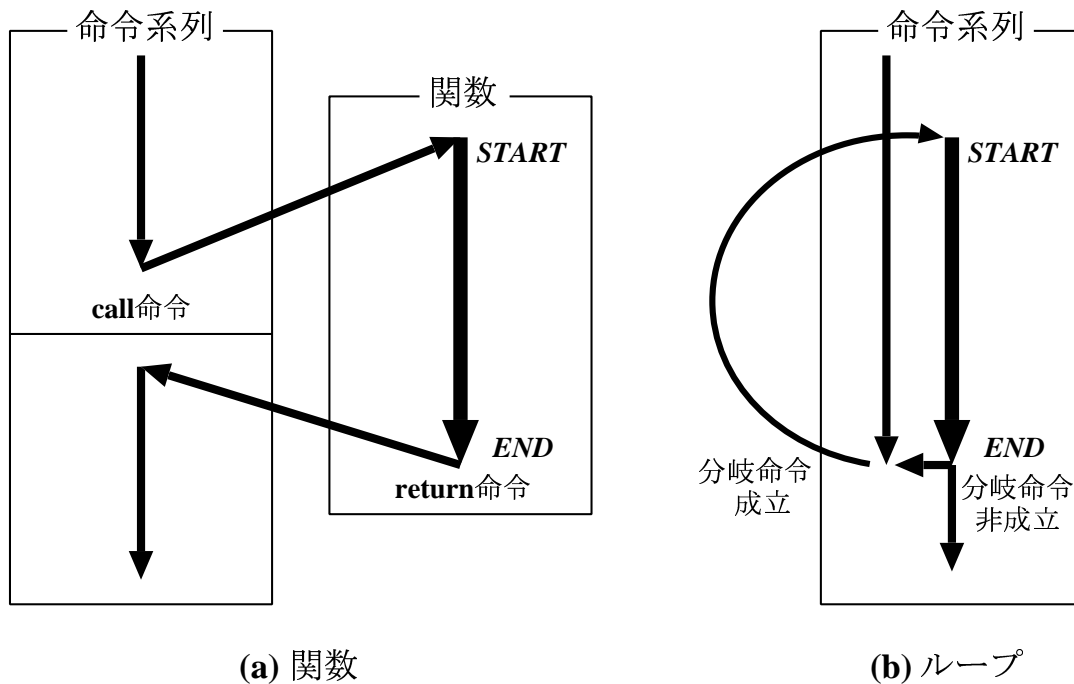 命令系列
関数
START
call命令
END
return命令
(a) 関数
命令系列
START
END
分岐命令
成立
分岐命令
非成立
(b) ループ